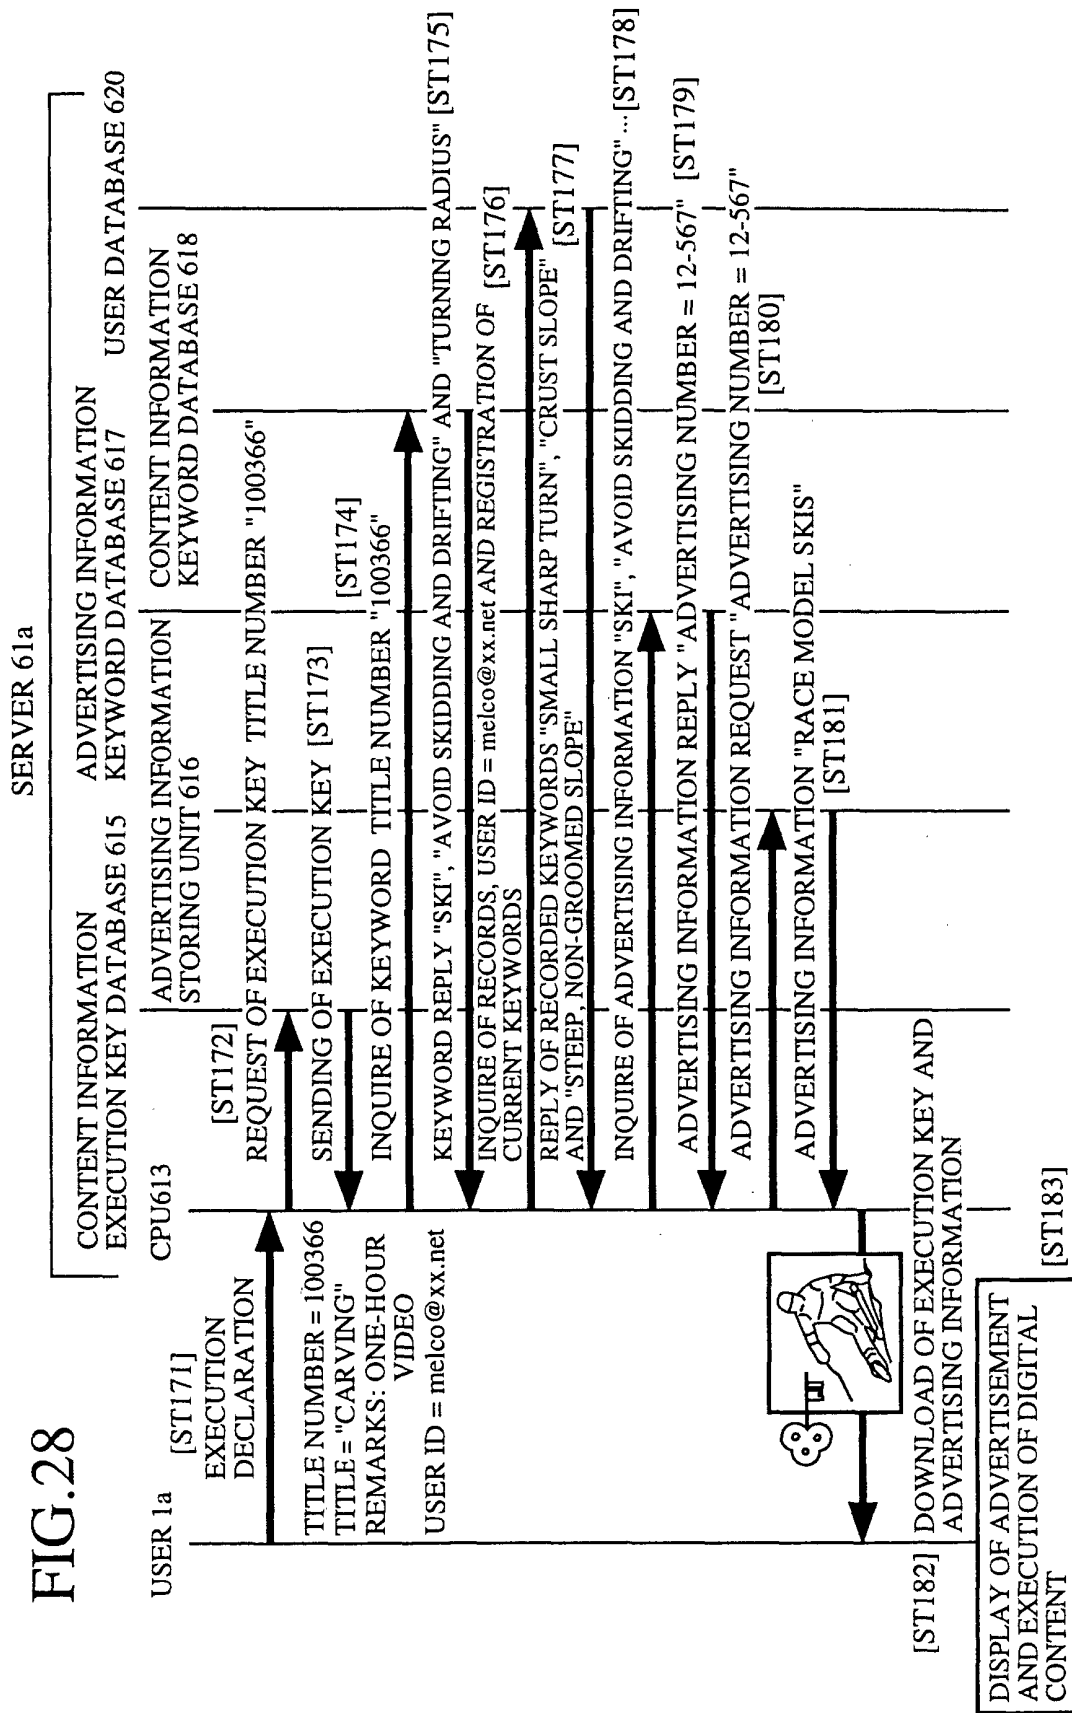 FIG.28
SERVER 61a
CONTENT INFORMATION
EXECUTION KEY DATABASE 615
ADVERTISING INFORMATION
KEYWORD DATABASE 617
USER DATABASE 620
USER 1a
CPU613
ADVERTISING INFORMATION
STORING UNIT 616
CONTENT INFORMATION
KEYWORD DATABASE 618
[ST171]
EXECUTION
DECLARATION
TITLE NUMBER = 100366
TITLE = "CARVING"
REMARKS: ONE-HOUR
VIDEO
USER ID = melco@xx.net
[ST172]
REQUEST OF EXECUTION KEY TITLE NUMBER "100366"
SENDING OF EXECUTION KEY [ST173]
[ST174]
INQUIRE OF KEYWORD TITLE NUMBER "100366"
KEYWORD REPLY "SKI", "AVOID SKIDDING AND DRIFTING" AND "TURNING RADIUS" [ST175]
INQUIRE OF RECORDS, USER ID = melco@xx.net AND REGISTRATION OF
CURRENT KEYWORDS
[ST176]
REPLY OF RECORDED KEYWORDS "SMALL SHARP TURN", "CRUST SLOPE"
AND "STEEP, NON-GROOMED SLOPE"
[ST177]
INQUIRE OF ADVERTISING INFORMATION "SKI", "AVOID SKIDDING AND DRIFTING" ...[ST178]
ADVERTISING INFORMATION REPLY "ADVERTISING NUMBER = 12-567" [ST179]
ADVERTISING INFORMATION REQUEST "ADVERTISING NUMBER = 12-567"
[ST180]
ADVERTISING INFORMATION "RACE MODEL SKIS"
[ST181]
[ST182] DOWNLOAD OF EXECUTION KEY AND
ADVERTISING INFORMATION
DISPLAY OF ADVERTISEMENT
AND EXECUTION OF DIGITAL
CONTENT
[ST183]